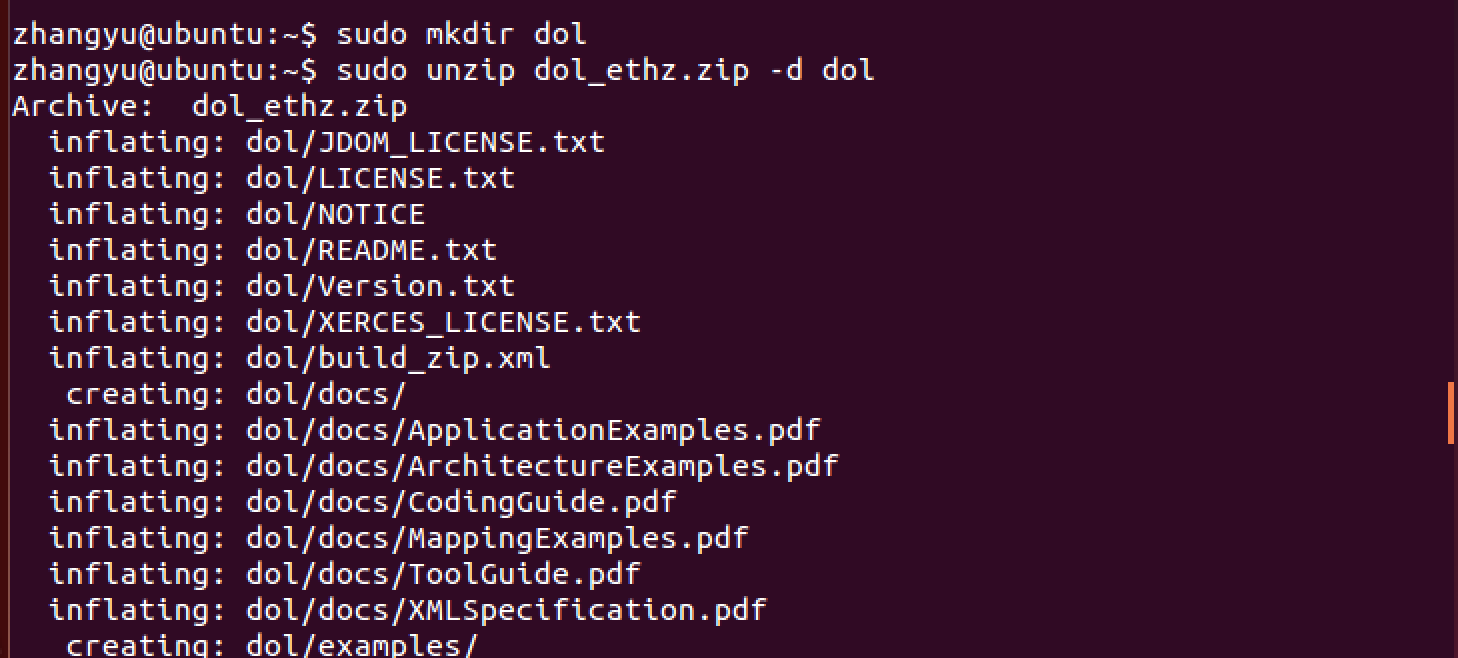 zhangyu@ubuntu:~$ sudo mkdir dol
zhangyu@ubuntu:~$ sudo unzip dol_ethz.zip -d dol
Archive:  dol_ethz.zip
  inflating: dol/JDOM_LICENSE.txt
  inflating: dol/LICENSE.txt
  inflating: dol/NOTICE
  inflating: dol/README.txt
  inflating: dol/Version.txt
  inflating: dol/XERCES_LICENSE.txt
  inflating: dol/build_zip.xml
   creating: dol/docs/
  inflating: dol/docs/ApplicationExamples.pdf
  inflating: dol/docs/ArchitectureExamples.pdf
  inflating: dol/docs/CodingGuide.pdf
  inflating: dol/docs/MappingExamples.pdf
  inflating: dol/docs/ToolGuide.pdf
  inflating: dol/docs/XMLSpecification.pdf
   creating: dol/examples/